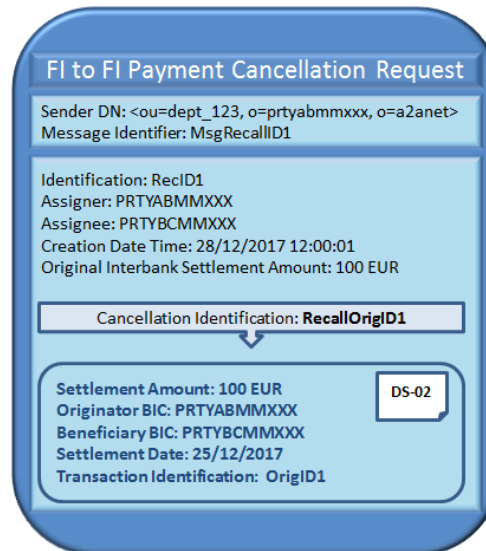 FI to FI Payment Cancellation Request
Sender DN: <ou=dept_123, o=prtyabmmxxx, o=a2anet>
Message Identifier: MsgRecallID1
Identification: RecID1
Assigner: PRTYABMMXXX
Assignee: PRTYBCMMXXX
Creation Date Time: 28/12/2017 12:00:01
Original Interbank Settlement Amount: 100 EUR
Cancellation Identification: RecallOrigID1
Settlement Amount: 100 EUR
DS-02
Originator BIC: PRTYABMMXXX
Beneficiary BIC: PRTYBCMMXXX
Settlement Date: 25/12/2017
Transaction Identification: OrigID1